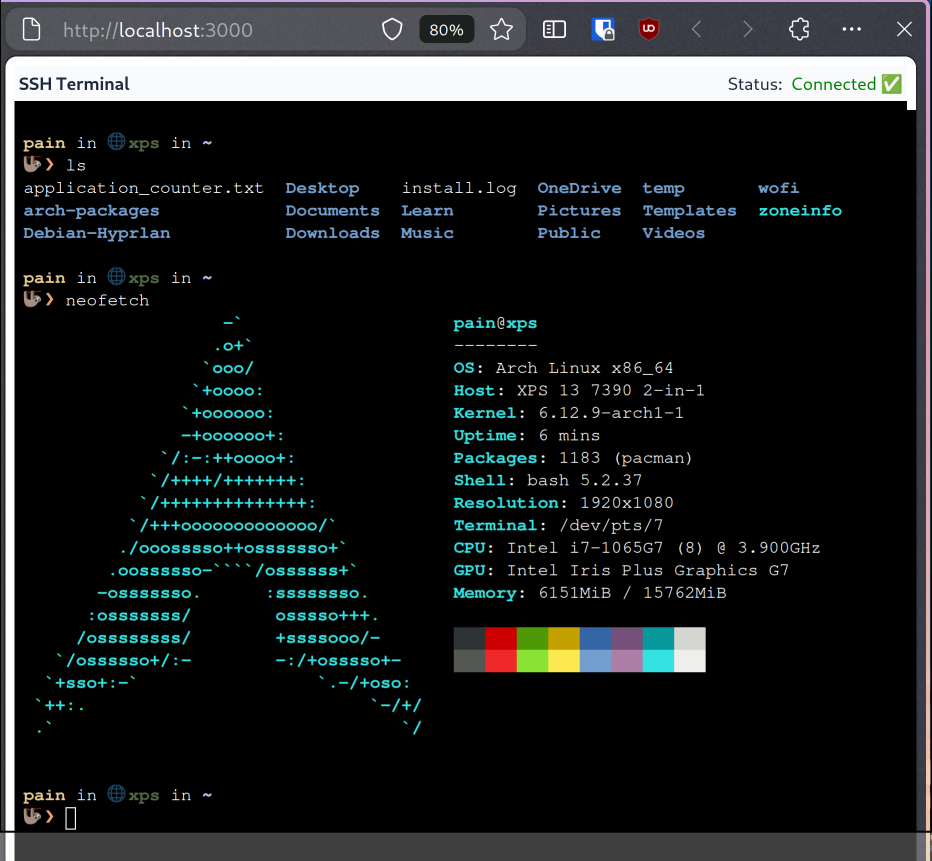 http://localhost:3000 80%
SSH Terminal Status: Connected ✅
pain in 🌐xps in ~
🦥❯ ls
application_counter.txt Desktop install.log OneDrive temp wofi
arch-packages Documents Learn Pictures Templates zoneinfo
Debian-Hyprlan Downloads Music Public Videos
pain in 🌐xps in ~
🦥❯ neofetch
                   -`                    pain@xps
                  .o+`                   --------
                 `ooo/                   OS: Arch Linux x86_64
                `+oooo:                  Host: XPS 13 7390 2-in-1
               `+oooooo:                 Kernel: 6.12.9-arch1-1
               -+oooooo+:                Uptime: 6 mins
             `/:-:++oooo+:               Packages: 1183 (pacman)
            `/++++/+++++++:              Shell: bash 5.2.37
           `/++++++++++++++:             Resolution: 1920x1080
          `/+++ooooooooooooo/`           Terminal: /dev/pts/7
         ./ooosssso++osssssso+`          CPU: Intel i7-1065G7 (8) @ 3.900GHz
        .oossssso-````/ossssss+`         GPU: Intel Iris Plus Graphics G7
       -osssssso.      :ssssssso.        Memory: 6151MiB / 15762MiB
      :osssssss/        osssso+++.
     /ossssssss/        +ssssooo/-
   `/ossssso+/:-        -:/+osssso+-
  `+sso+:-`                 `.-/+oso:
 `++:.                           `-/+/
 .`                                 `/
pain in 🌐xps in ~
🦥❯